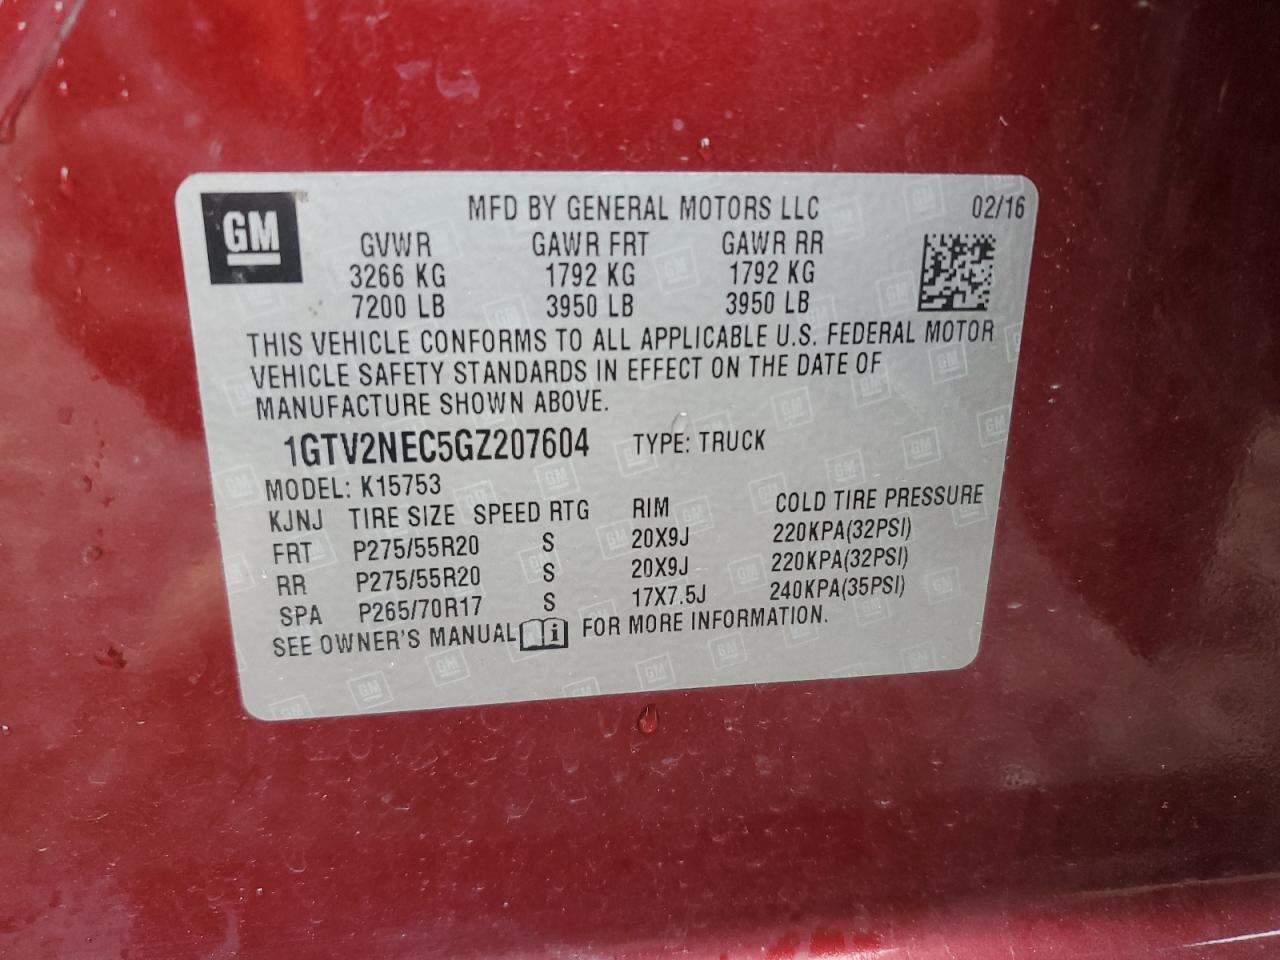 GM
MFD BY GENERAL MOTORS LLC 02/16
GVWR GAWR FRT GAWR RR
3266 KG 1792 KG 1792 KG
7200 LB 3950 LB 3950 LB
THIS VEHICLE CONFORMS TO ALL APPLICABLE U.S. FEDERAL MOTOR
VEHICLE SAFETY STANDARDS IN EFFECT ON THE DATE OF
MANUFACTURE SHOWN ABOVE.
1GTV2NEC5GZ207604 TYPE: TRUCK
MODEL: K15753
KJNJ TIRE SIZE SPEED RTG RIM COLD TIRE PRESSURE
FRT P275/55R20 S 20X9J 220KPA(32PSI)
RR P275/55R20 S 20X9J 220KPA(32PSI)
SPA P265/70R17 S 17X7.5J 240KPA(35PSI)
SEE OWNER'S MANUAL i FOR MORE INFORMATION.